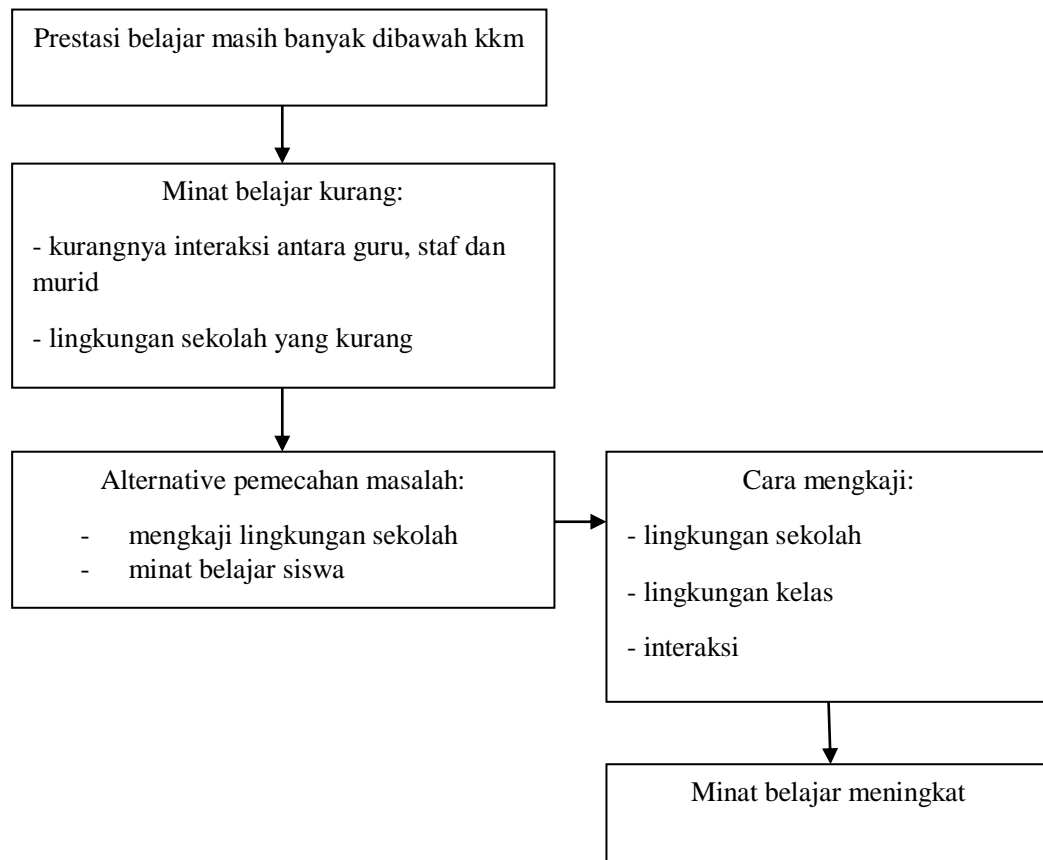 Prestasi belajar masih banyak dibawah kkm
Minat belajar kurang:
- kurangnya interaksi antara guru, staf dan
murid
- lingkungan sekolah yang kurang
Alternative pemecahan masalah:
- mengkaji lingkungan sekolah
- minat belajar siswa
Cara mengkaji:
- lingkungan sekolah
- lingkungan kelas
- interaksi
Minat belajar meningkat